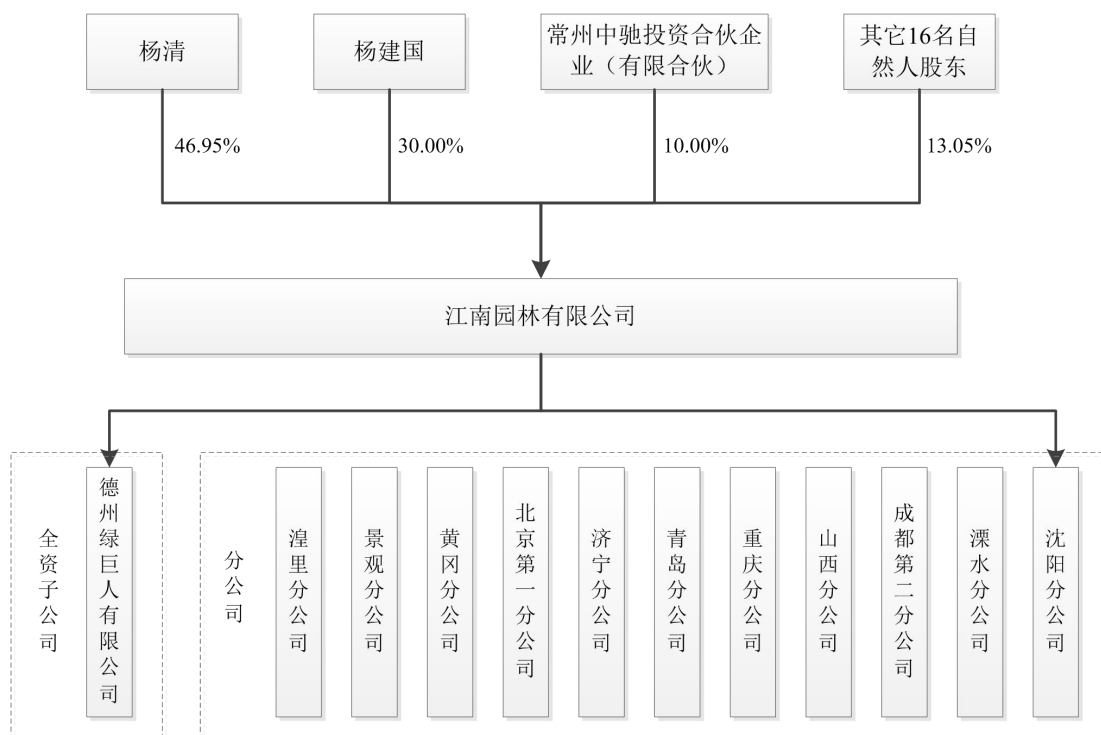 杨清
杨建国
常州中驰投资合伙企
业（有限合伙）
其它16名自
然人股东
46.95%
30.00%
10.00%
13.05%
江南园林有限公司
全资子公司
德州绿巨人有限公司
分公司
湟里分公司
景观分公司
黄冈分公司
北京第一分公司
济宁分公司
青岛分公司
重庆分公司
山西分公司
成都第二分公司
溧水分公司
沈阳分公司